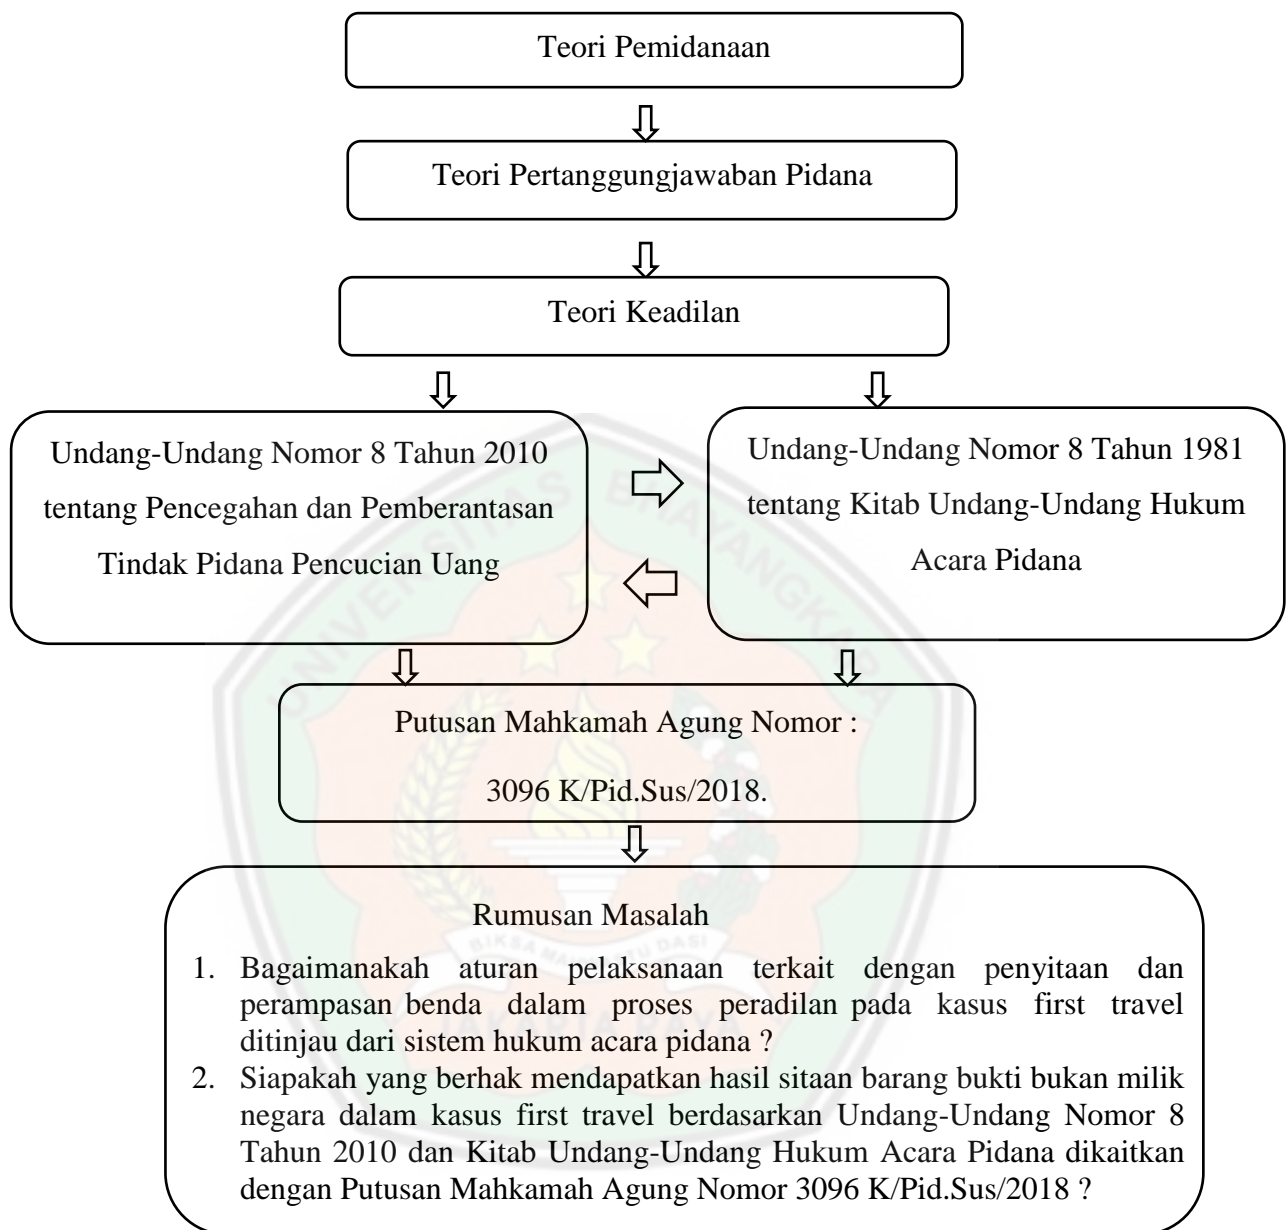 Teori Pemidanaan
Teori Pertanggungjawaban Pidana
Teori Keadilan
Undang-Undang Nomor 8 Tahun 2010
tentang Pencegahan dan Pemberantasan
Tindak Pidana Pencucian Uang
Undang-Undang Nomor 8 Tahun 1981
tentang Kitab Undang-Undang Hukum
Acara Pidana
UNIVERSITAS BHAYANGKARA
Putusan Mahkamah Agung Nomor :
3096 K/Pid.Sus/2018.
Rumusan Masalah
1. Bagaimanakah aturan pelaksanaan terkait dengan penyitaan dan
perampasan benda dalam proses peradilan pada kasus first travel
ditinjau dari sistem hukum acara pidana ?
2. Siapakah yang berhak mendapatkan hasil sitaan barang bukti bukan milik
negara dalam kasus first travel berdasarkan Undang-Undang Nomor 8
Tahun 2010 dan Kitab Undang-Undang Hukum Acara Pidana dikaitkan
dengan Putusan Mahkamah Agung Nomor 3096 K/Pid.Sus/2018 ?
JAKARTA RAYA